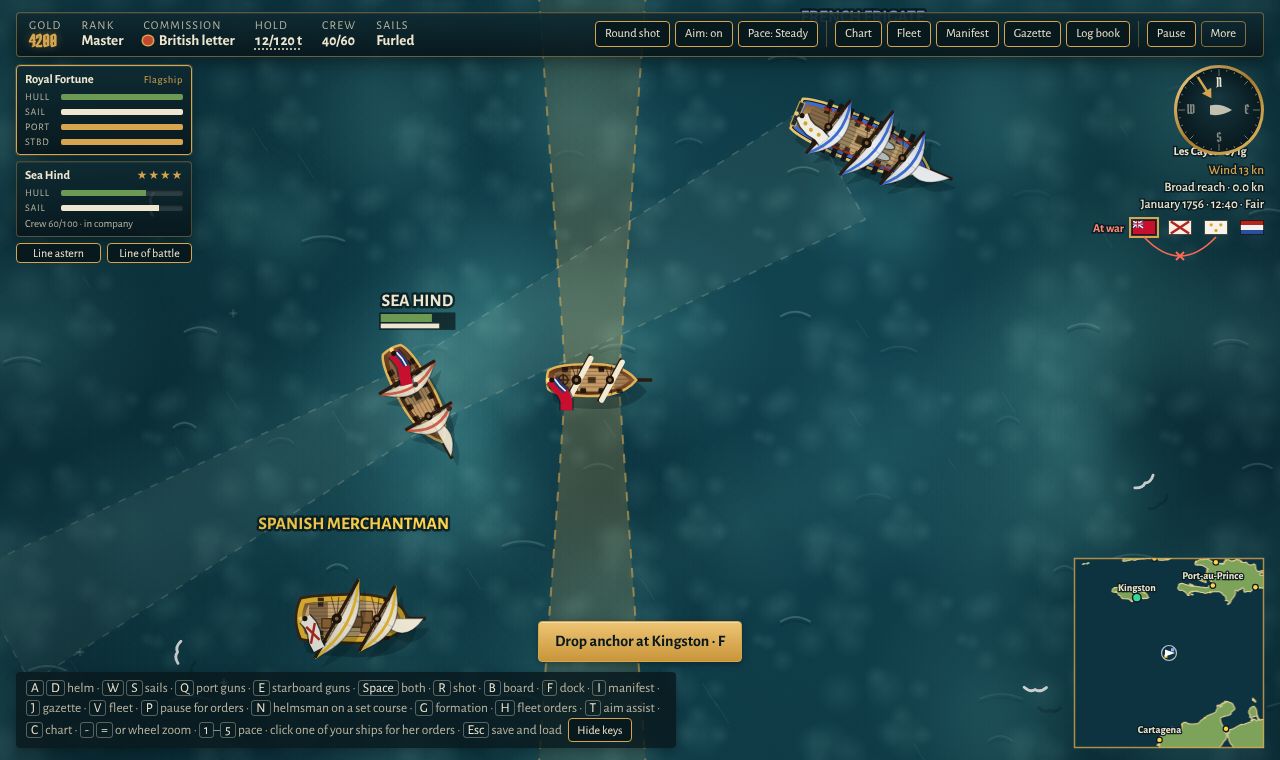 FRENCH FRIGATE
GOLD RANK COMMISSION HOLD CREW SAILS
4200 Master British letter 12/120 t 40/60 Furled
Round shot Aim: on Pace: Steady Chart Fleet Manifest Gazette Log book Pause More
Royal Fortune Flagship
HULL
SAIL
PORT
STBD
Sea Hind ★★★★
HULL
SAIL
Crew 60/100 · in company
Line astern Line of battle
N
W E
S
Wind 13 kn
Broad reach · 0.0 kn
January 1756 · 12:40 · Fair
At war
SEA HIND
SPANISH MERCHANTMAN
Drop anchor at Kingston · F
Kingston
Port-au-Prince
Cartagena
A D helm · W S sails · Q port guns · E starboard guns · Space both · R shot · B board · F dock · I manifest ·
J gazette · V fleet · P pause for orders · N helmsman on a set course · G formation · H fleet orders · T aim assist ·
C chart · - = or wheel zoom · 1–5 pace · click one of your ships for her orders · Esc save and load Hide keys